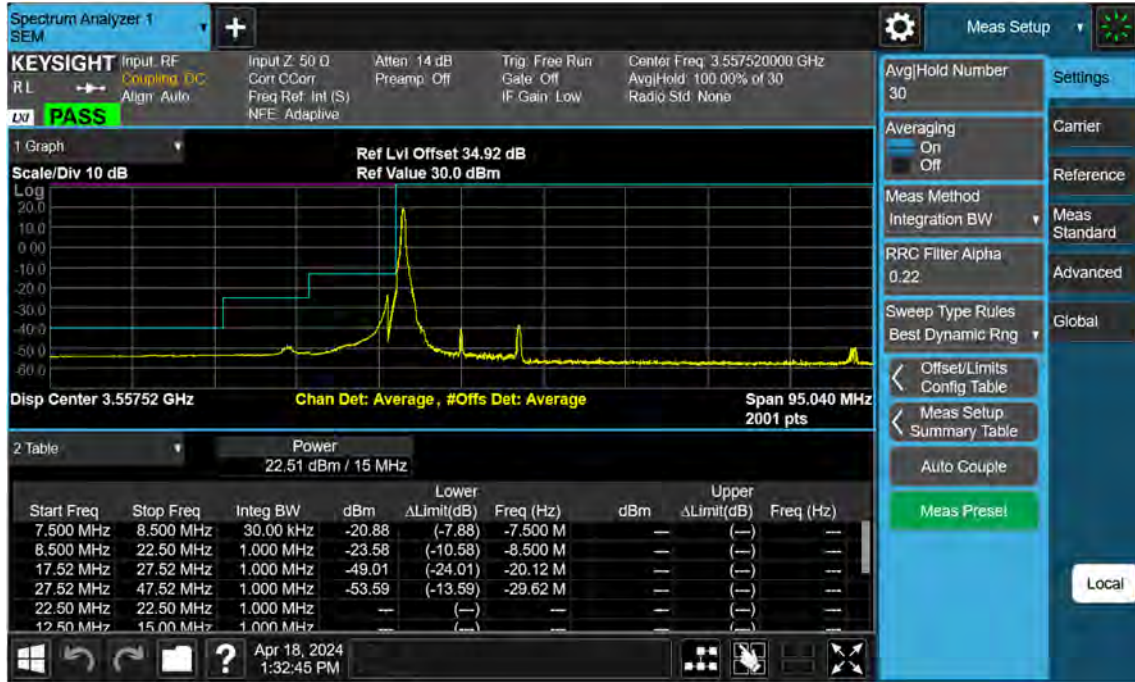 Spectrum Analyzer 1
SEM
+
Meas Setup
KEYSIGHT
RL
LXI
PASS
Input: RF
Coupling: DC
Align: Auto
Input Z: 50 Ω
Corr CCorr
Freq Ref: Int (S)
NFE: Adaptive
Atten: 14 dB
Preamp: Off
Trig: Free Run
Gate: Off
IF Gain: Low
Center Freq: 3.557520000 GHz
Avg|Hold: 100.00% of 30
Radio Std: None
1 Graph
Scale/Div 10 dB
Ref Lvl Offset 34.92 dB
Ref Value 30.0 dBm
Log
20.0
10.0
0.00
-10.0
-20.0
-30.0
-40.0
-50.0
-60.0
Disp Center 3.55752 GHz
Chan Det: Average, #Offs Det: Average
Span 95.040 MHz
2001 pts
2 Table
Power
22.51 dBm / 15 MHz
Lower Upper
Start Freq Stop Freq Integ BW dBm ΔLimit(dB) Freq (Hz) dBm ΔLimit(dB) Freq (Hz)
7.500 MHz 8.500 MHz 30.00 kHz -20.88 (-7.88) -7.500 M --- (---) ---
8.500 MHz 22.50 MHz 1.000 MHz -23.58 (-10.58) -8.500 M --- (---) ---
17.52 MHz 27.52 MHz 1.000 MHz -49.01 (-24.01) -20.12 M --- (---) ---
27.52 MHz 47.52 MHz 1.000 MHz -53.59 (-13.59) -29.62 M --- (---) ---
22.50 MHz 22.50 MHz 1.000 MHz --- (---) --- --- (---) ---
12.50 MHz 15.00 MHz 1.000 MHz --- (---) --- --- (---) ---
?
Apr 18, 2024
1:32:45 PM
Avg|Hold Number
30
Averaging
On
Off
Meas Method
Integration BW
RRC Filter Alpha
0.22
Sweep Type Rules
Best Dynamic Rng
Offset/Limits
Config Table
Meas Setup
Summary Table
Auto Couple
Meas Preset
Settings
Carrier
Reference
Meas
Standard
Advanced
Global
Local